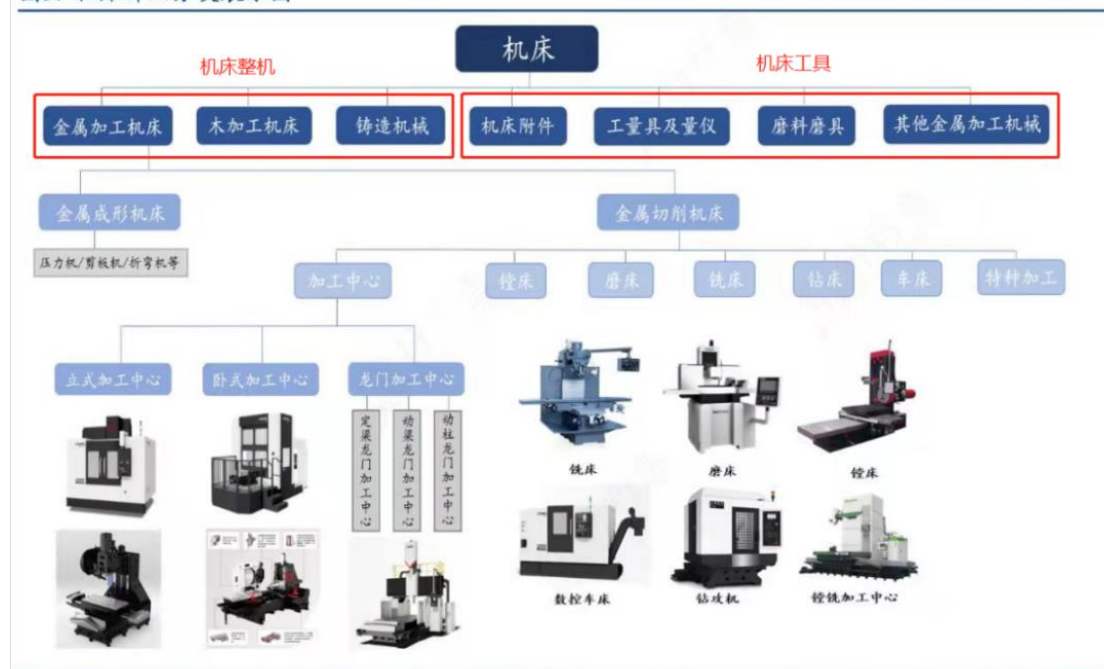 机床
机床整机
机床工具
金属加工机床
木加工机床
铸造机械
机床附件
工量具及量仪
磨料磨具
其他金属加工机械
金属成形机床
金属切削机床
压力机/剪板机/折弯机等
加工中心
镗床
磨床
铣床
钻床
车床
特种加工
立式加工中心
卧式加工中心
龙门加工中心
定梁龙门加工中心
动梁龙门加工中心
动柱龙门加工中心
铣床
磨床
镗床
数控车床
钻攻机
镗铣加工中心